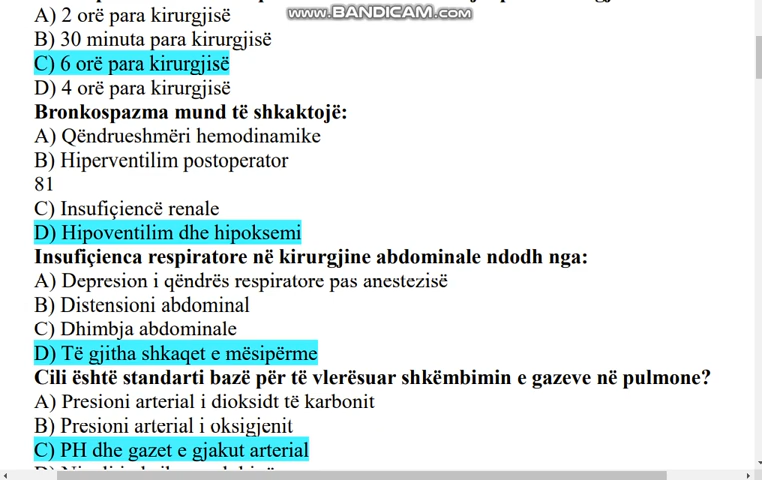 www.BANDICAM.com
A) 2 orë para kirurgjisë
B) 30 minuta para kirurgjisë
C) 6 orë para kirurgjisë
D) 4 orë para kirurgjisë
Bronkospazma mund të shkaktojë:
A) Qëndrueshmëri hemodinamike
B) Hiperventilim postoperator
81
C) Insufiçiencë renale
D) Hipoventilim dhe hipoksemi
Insufiçienca respiratore në kirurgjine abdominale ndodh nga:
A) Depresion i qëndrës respiratore pas anestezisë
B) Distensioni abdominal
C) Dhimbja abdominale
D) Të gjitha shkaqet e mësipërme
Cili është standarti bazë për të vlerësuar shkëmbimin e gazeve në pulmone?
A) Presioni arterial i dioksidt të karbonit
B) Presioni arterial i oksigjenit
C) PH dhe gazet e gjakut arterial